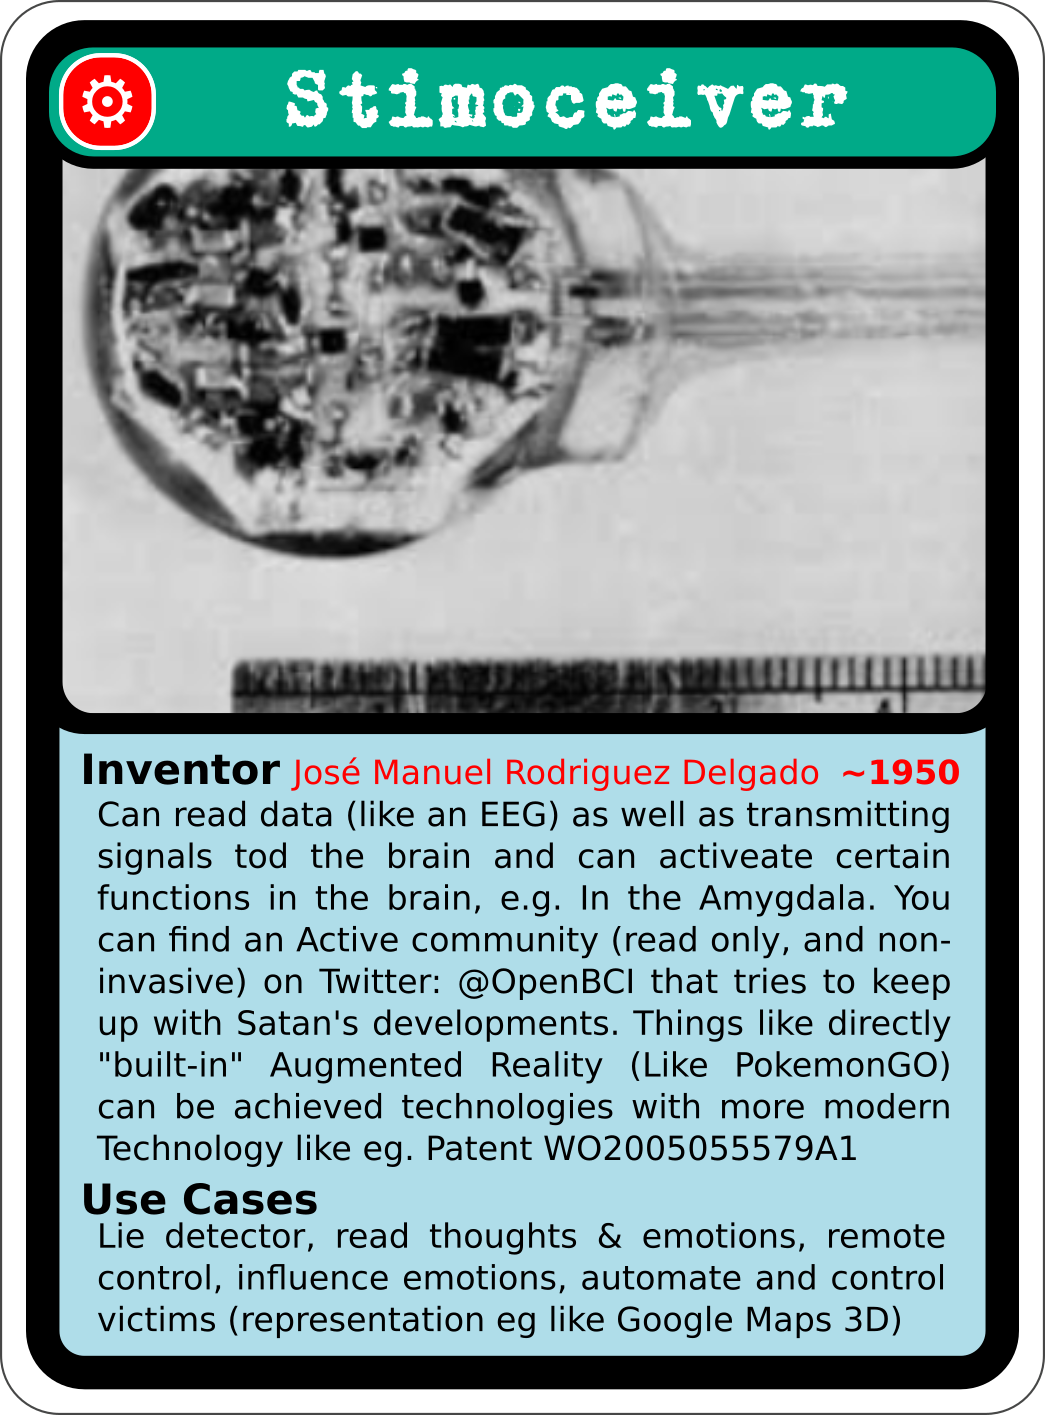 Stimoceiver
Inventor José Manuel Rodriguez Delgado ~1950
Can read data (like an EEG) as well as transmitting
signals tod the brain and can activeate certain
functions in the brain, e.g. In the Amygdala. You
can find an Active community (read only, and non-
invasive) on Twitter: @OpenBCI that tries to keep
up with Satan's developments. Things like directly
"built-in" Augmented Reality (Like PokemonGO)
can be achieved technologies with more modern
Technology like eg. Patent WO2005055579A1
Use Cases
Lie detector, read thoughts & emotions, remote
control, influence emotions, automate and control
victims (representation eg like Google Maps 3D)